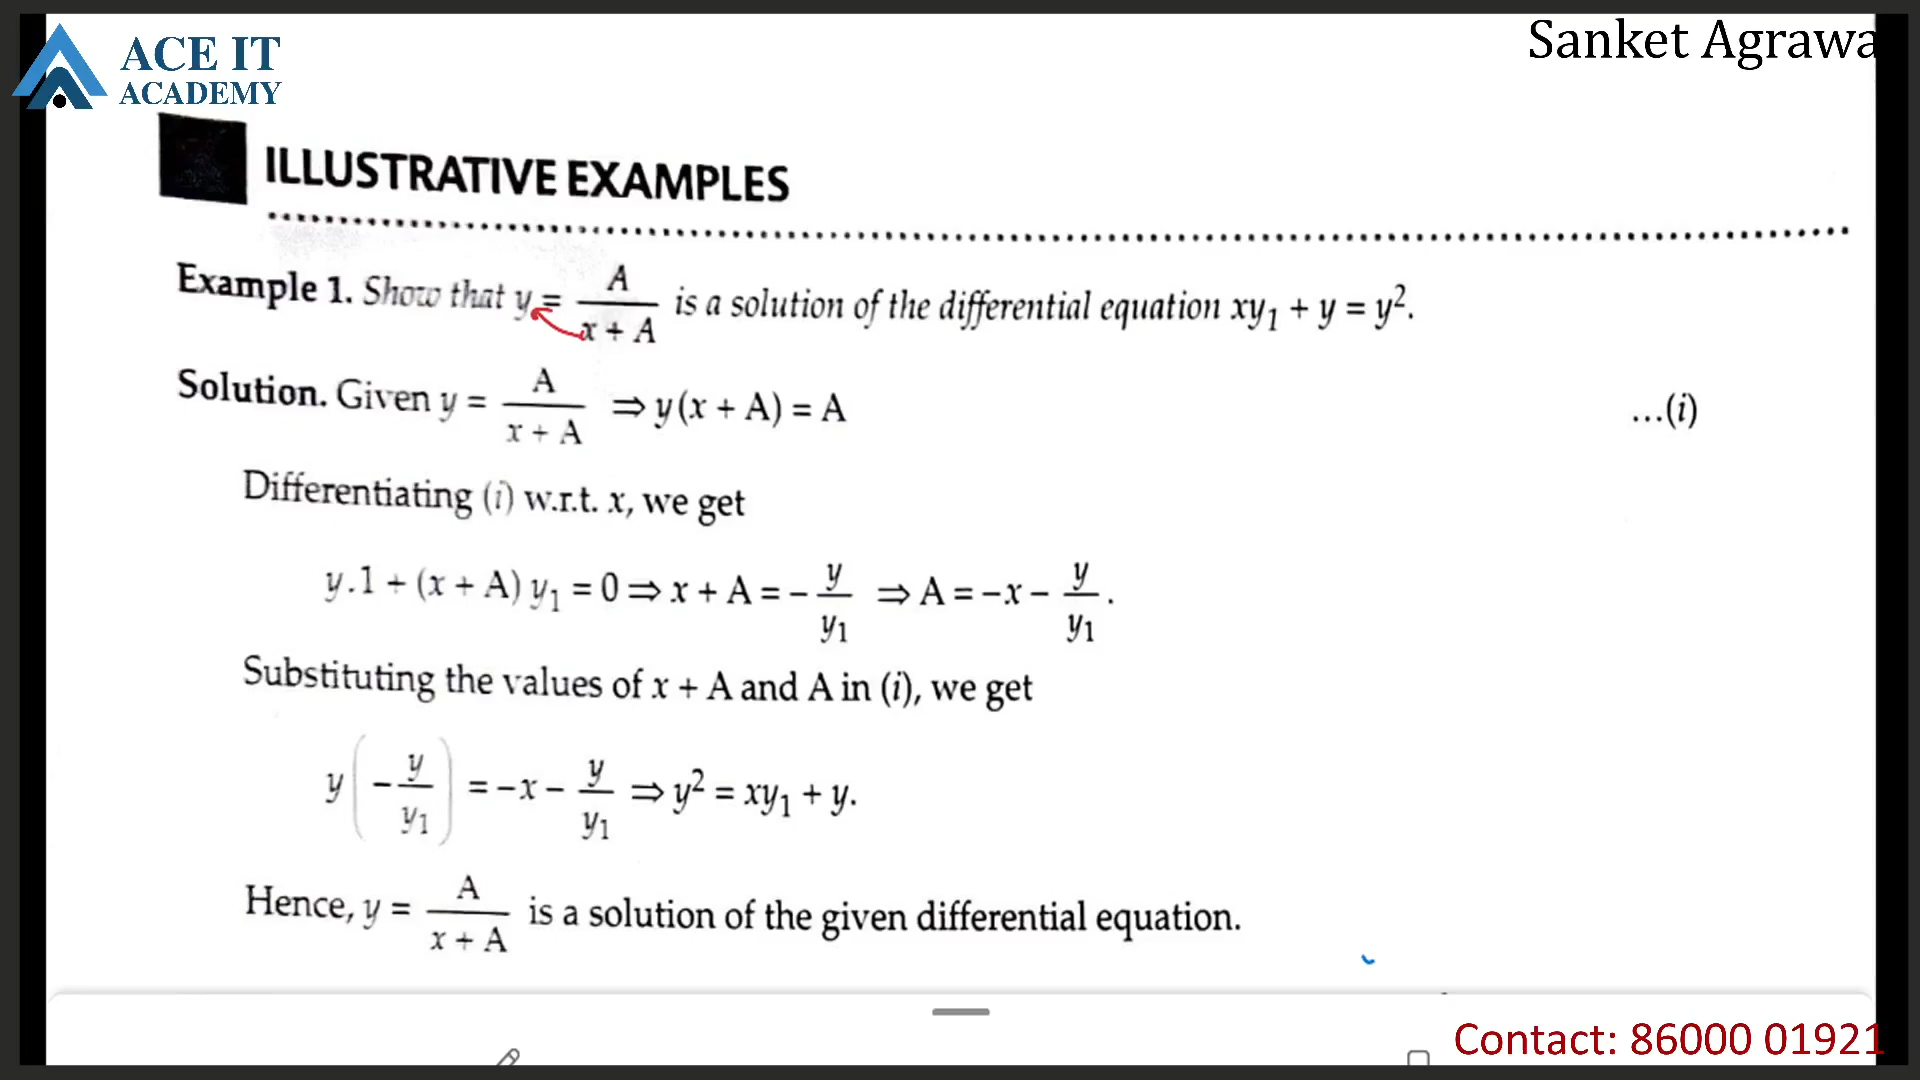 ACE IT
ACADEMY
Sanket Agrawa
ILLUSTRATIVE EXAMPLES
Example 1. Show that y = A / (x + A) is a solution of the differential equation xy₁ + y = y².
Solution. Given y = A / (x + A) ⇒ y(x + A) = A ...(i)
Differentiating (i) w.r.t. x, we get
y.1 + (x + A) y₁ = 0 ⇒ x + A = – y/y₁ ⇒ A = –x – y/y₁.
Substituting the values of x + A and A in (i), we get
y(– y/y₁) = –x – y/y₁ ⇒ y² = xy₁ + y.
Hence, y = A / (x + A) is a solution of the given differential equation.
Contact: 86000 01921